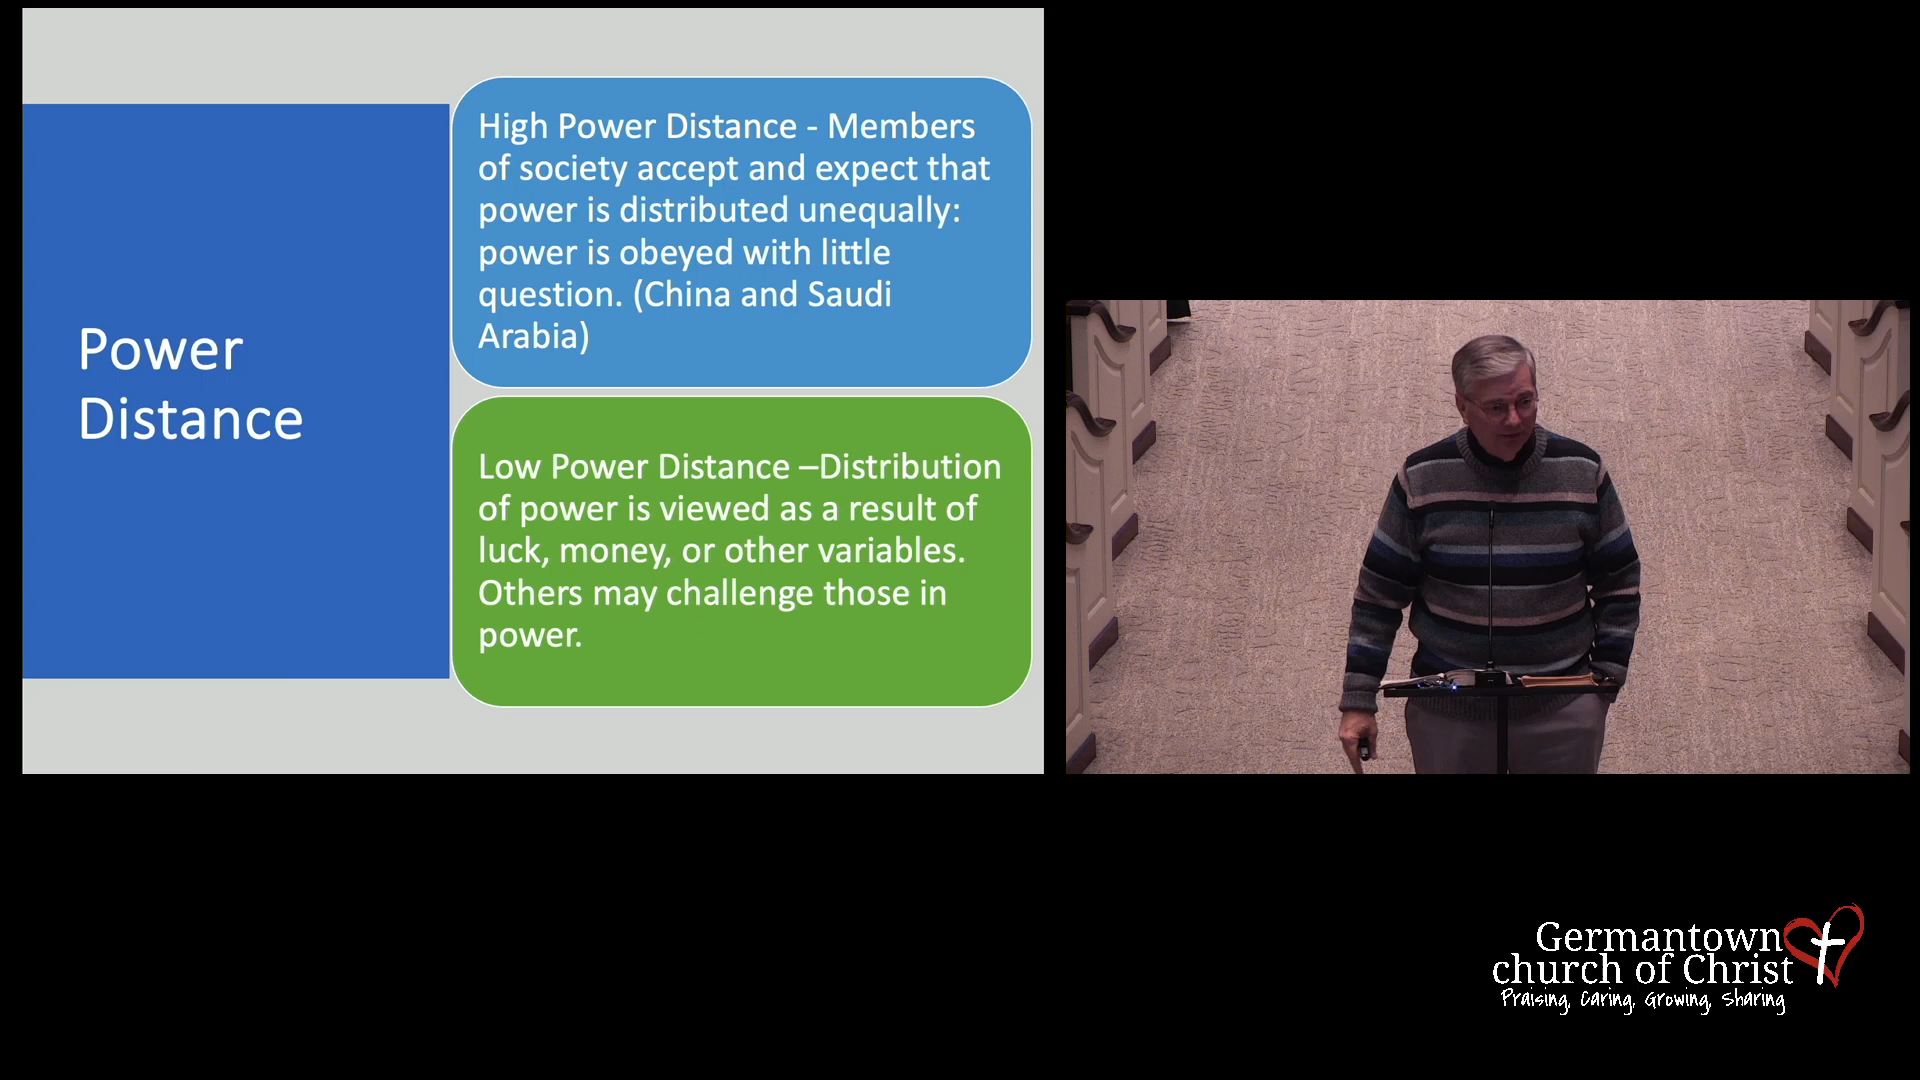 Power
Distance
High Power Distance - Members
of society accept and expect that
power is distributed unequally:
power is obeyed with little
question. (China and Saudi
Arabia)
Low Power Distance –Distribution
of power is viewed as a result of
luck, money, or other variables.
Others may challenge those in
power.
Germantown
church of Christ
Praising, Caring, Growing, Sharing